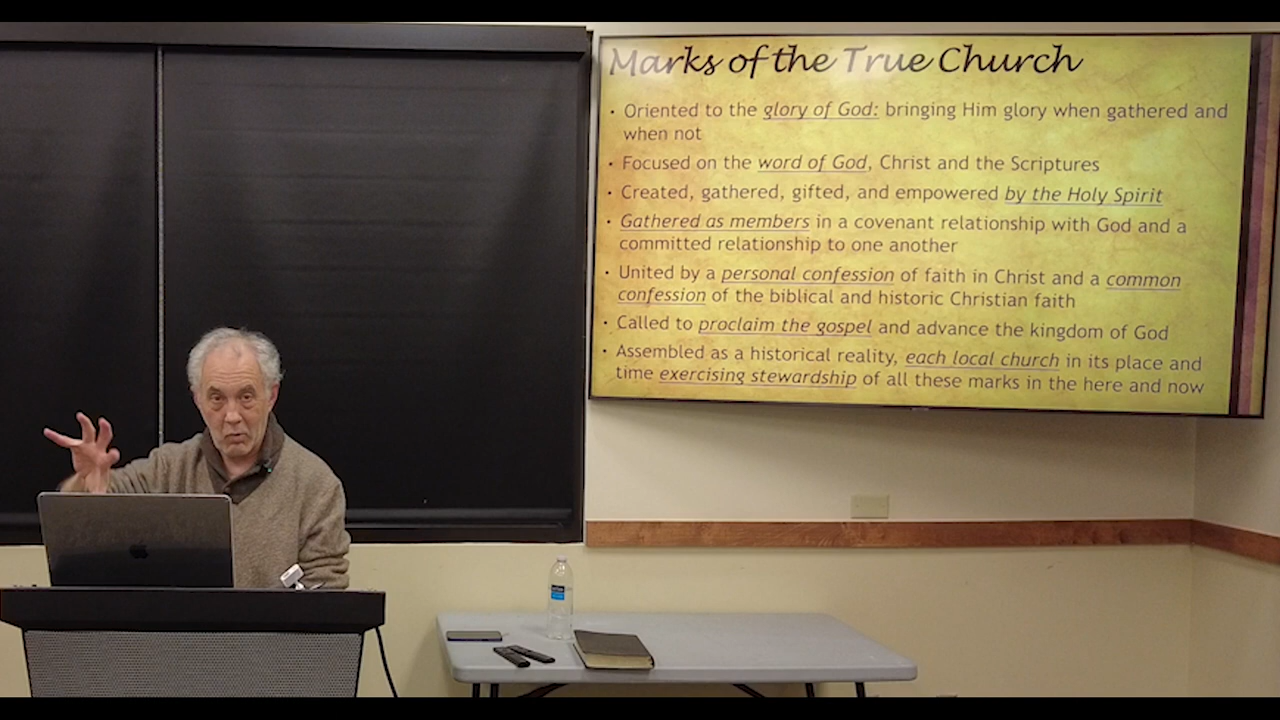 Marks of the True Church
• Oriented to the glory of God: bringing Him glory when gathered and
when not
• Focused on the word of God, Christ and the Scriptures
• Created, gathered, gifted, and empowered by the Holy Spirit
• Gathered as members in a covenant relationship with God and a
committed relationship to one another
• United by a personal confession of faith in Christ and a common
confession of the biblical and historic Christian faith
• Called to proclaim the gospel and advance the kingdom of God
• Assembled as a historical reality, each local church in its place and
time exercising stewardship of all these marks in the here and now